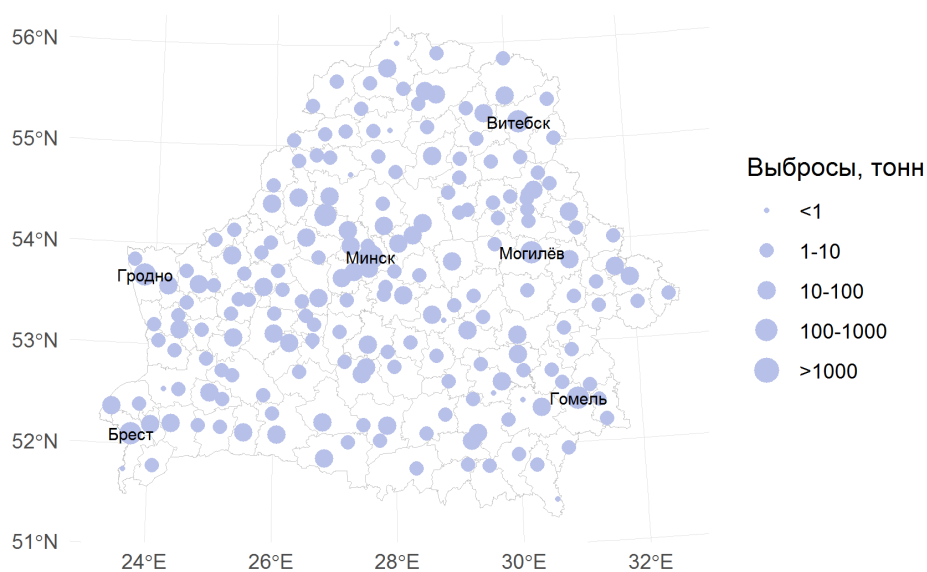 56°N
55°N
54°N
53°N
52°N
51°N
24°E
26°E
28°E
30°E
32°E
Витебск
Могилёв
Минск
Гродно
Гомель
Брест
Выбросы, тонн
<1
1-10
10-100
100-1000
>1000